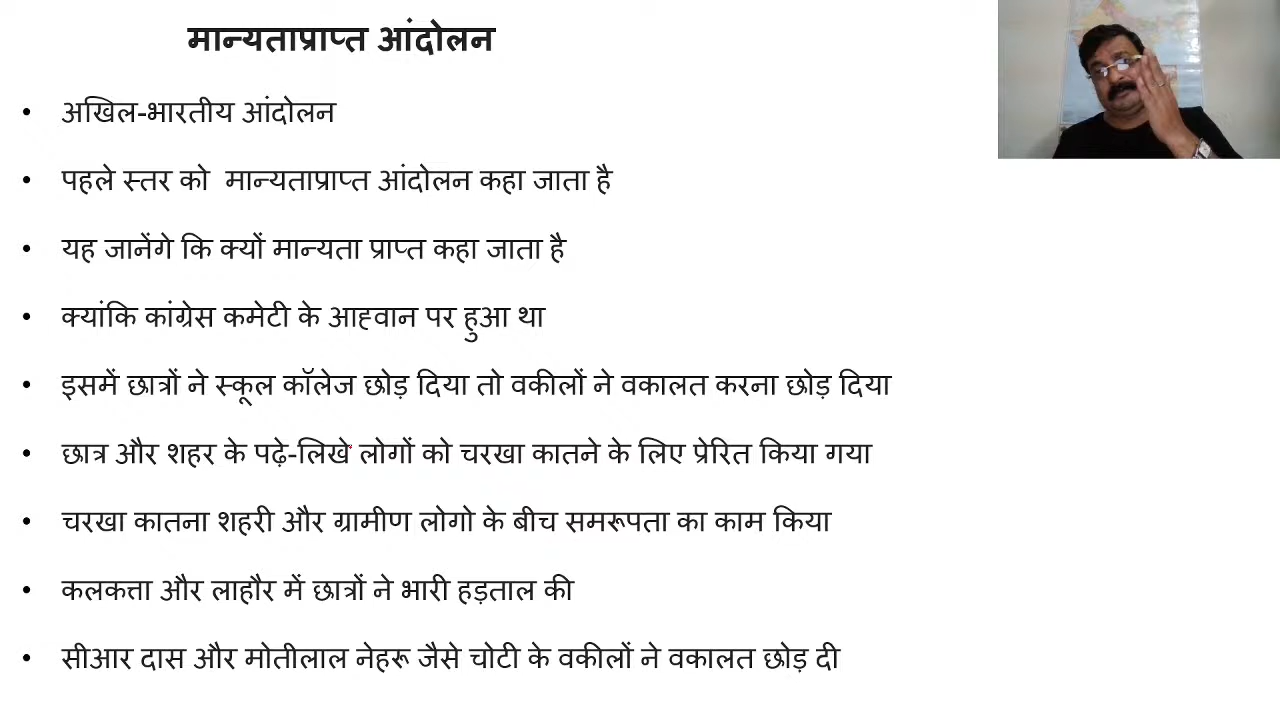 मान्यताप्राप्त आंदोलन
• अखिल-भारतीय आंदोलन
• पहले स्तर को मान्यताप्राप्त आंदोलन कहा जाता है
• यह जानेंगे कि क्यों मान्यता प्राप्त कहा जाता है
• क्यांकि कांग्रेस कमेटी के आह्वान पर हुआ था
• इसमें छात्रों ने स्कूल कॉलेज छोड़ दिया तो वकीलों ने वकालत करना छोड़ दिया
• छात्र और शहर के पढ़े-लिखे लोगों को चरखा कातने के लिए प्रेरित किया गया
• चरखा कातना शहरी और ग्रामीण लोगो के बीच समरूपता का काम किया
• कलकत्ता और लाहौर में छात्रों ने भारी हड़ताल की
• सीआर दास और मोतीलाल नेहरू जैसे चोटी के वकीलों ने वकालत छोड़ दी